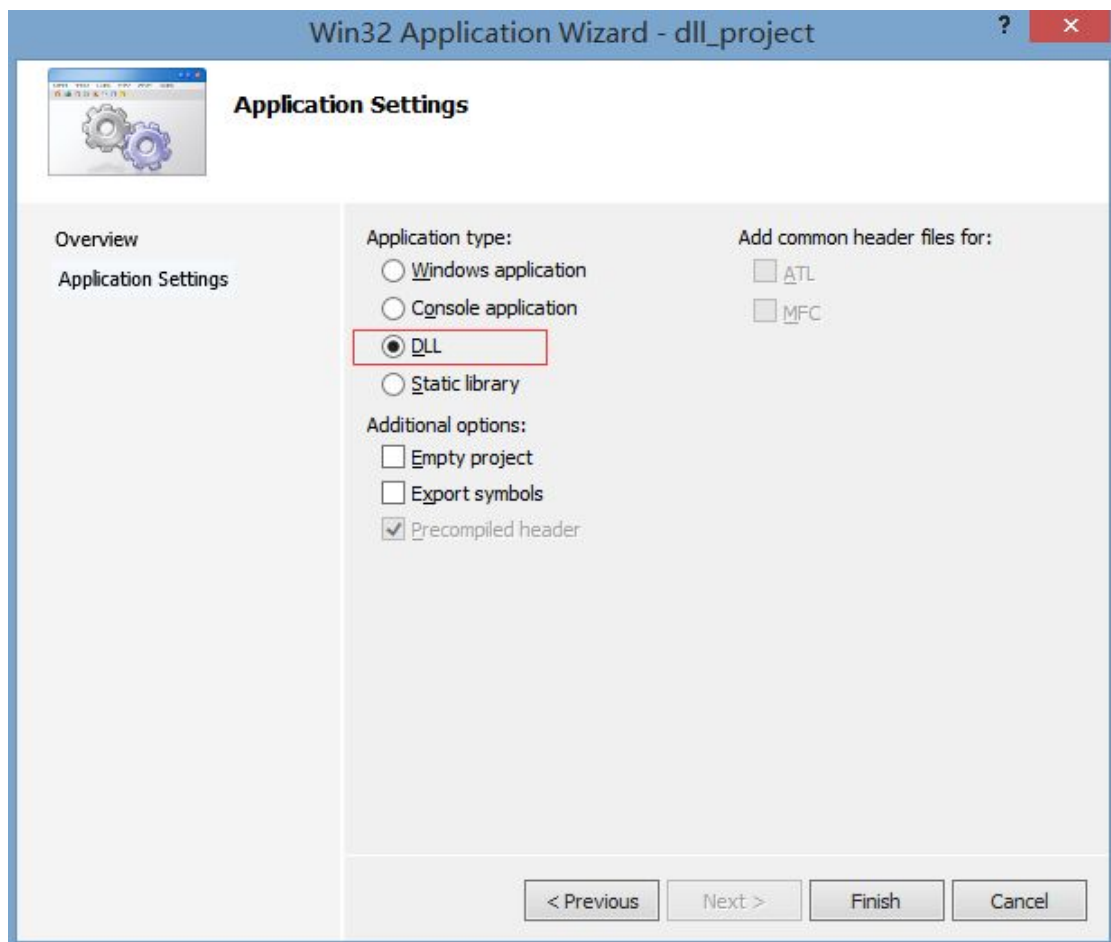 Win32 Application Wizard - dll_project
?
Application Settings
Overview
Application Settings
Application type:
Windows application
Console application
DLL
Static library
Additional options:
Empty project
Export symbols
Precompiled header
Add common header files for:
ATL
MFC
< Previous
Next >
Finish
Cancel